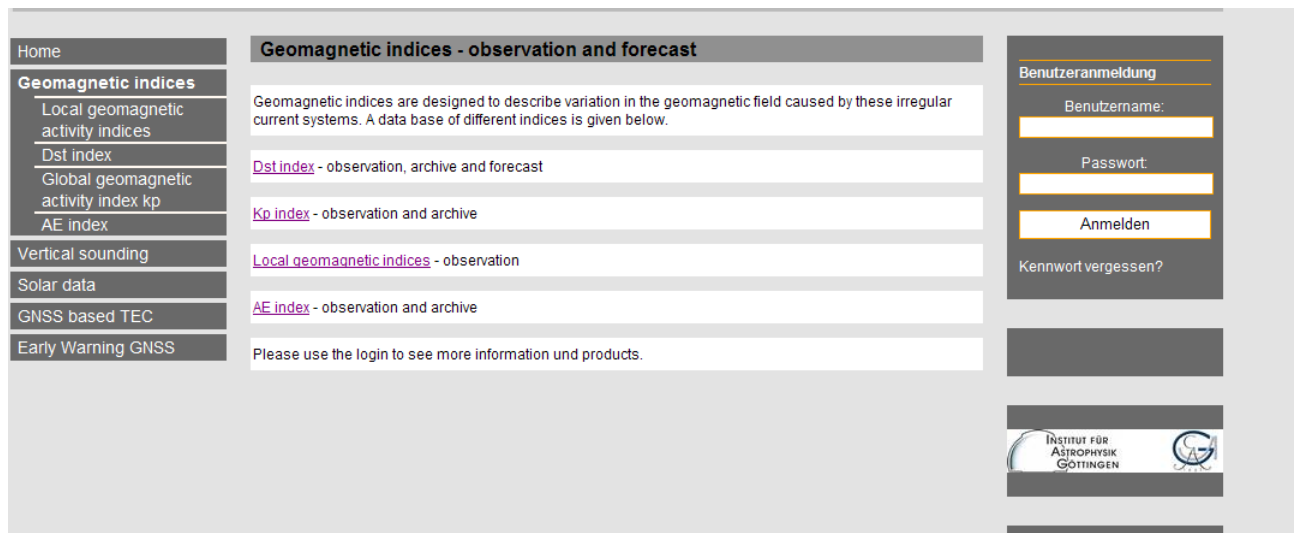 Home
Geomagnetic indices
Local geomagnetic
activity indices
Dst index
Global geomagnetic
activity index kp
AE index
Vertical sounding
Solar data
GNSS based TEC
Early Warning GNSS
Geomagnetic indices - observation and forecast
Geomagnetic indices are designed to describe variation in the geomagnetic field caused by these irregular
current systems. A data base of different indices is given below.
Dst index - observation, archive and forecast
Kp index - observation and archive
Local geomagnetic indices - observation
AE index - observation and archive
Please use the login to see more information und products.
Benutzeranmeldung
Benutzername:
Passwort:
Anmelden
Kennwort vergessen?
INSTITUT FÜR
ASTROPHYSIK
GÖTTINGEN